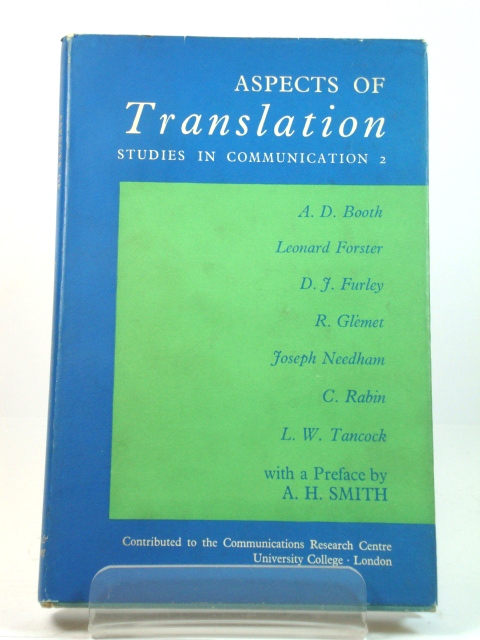 ASPECTS OF
Translation
STUDIES IN COMMUNICATION 2
A. D. Booth
Leonard Forster
D. J. Furley
R. Glémet
Joseph Needham
C. Rabin
L. W. Tancock
with a Preface by
A. H. SMITH
Contributed to the Communications Research Centre
University College · London